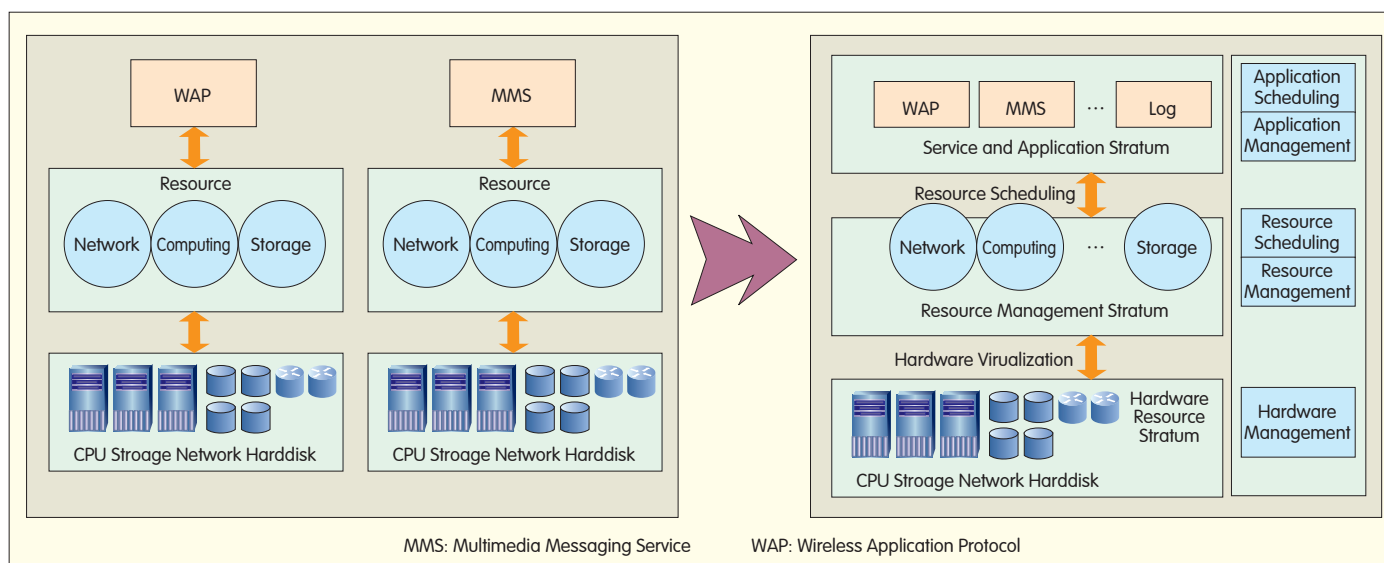 WAP
MMS
Resource
Network
Computing
Storage
Resource
Network
Computing
Storage
CPU Stroage Network Harddisk
CPU Stroage Network Harddisk
WAP
MMS
...
Log
Service and Application Stratum
Resource Scheduling
Network
Computing
...
Storage
Resource Management Stratum
Hardware Virualization
Hardware
Resource
Stratum
CPU Stroage Network Harddisk
Application
Scheduling
Application
Management
Resource
Scheduling
Resource
Management
Hardware
Management
MMS: Multimedia Messaging Service
WAP: Wireless Application Protocol